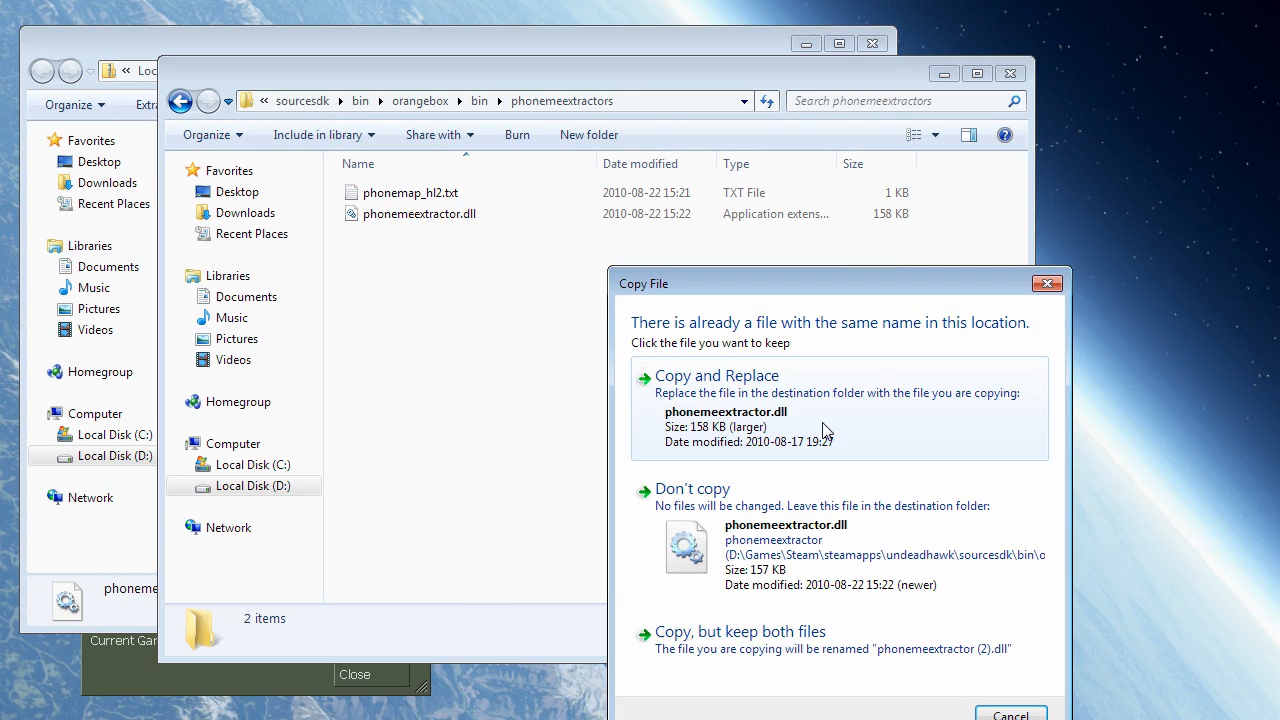 « Loc
Organize
Extra
Favorites
Desktop
Downloads
Recent Places
Libraries
Documents
Music
Pictures
Videos
Homegroup
Computer
Local Disk (C:)
Local Disk (D:)
Network
phoneme
Current Gar
Close
« sourcesdk bin orangebox bin phonemeextractors
Search phonemeextractors
Organize Include in library Share with Burn New folder
Favorites
Desktop
Downloads
Recent Places
Libraries
Documents
Music
Pictures
Videos
Homegroup
Computer
Local Disk (C:)
Local Disk (D:)
Network
Name Date modified Type Size
phonemap_hl2.txt 2010-08-22 15:21 TXT File 1 KB
phonemeextractor.dll 2010-08-22 15:22 Application extens... 158 KB
2 items
Copy File
There is already a file with the same name in this location.
Click the file you want to keep
Copy and Replace
Replace the file in the destination folder with the file you are copying:
phonemeextractor.dll
Size: 158 KB (larger)
Date modified: 2010-08-17 19:27
Don't copy
No files will be changed. Leave this file in the destination folder:
phonemeextractor.dll
phonemeextractor
(D:\Games\Steam\steamapps\undeadhawk\sourcesdk\bin\o
Size: 157 KB
Date modified: 2010-08-22 15:22 (newer)
Copy, but keep both files
The file you are copying will be renamed "phonemeextractor (2).dll"
Cancel